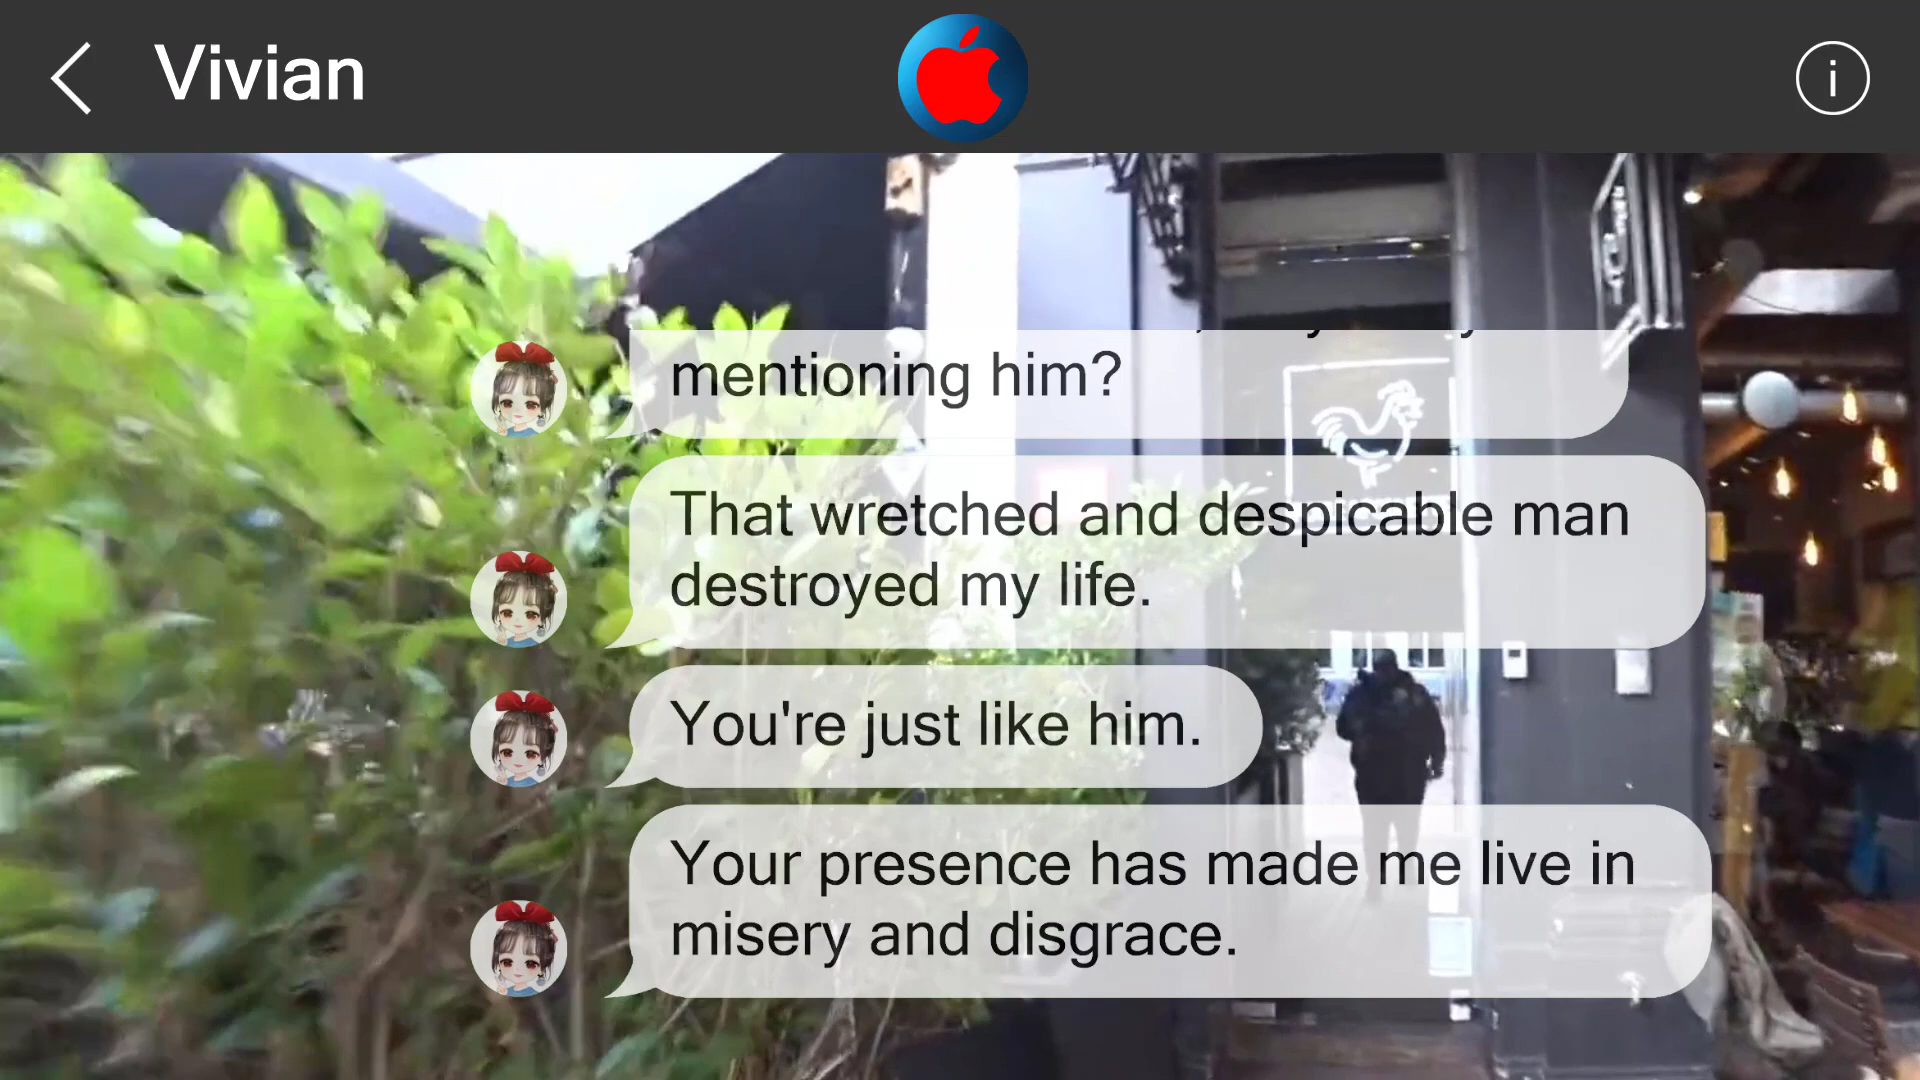 Vivian
i
mentioning him?
That wretched and despicable man
destroyed my life.
You're just like him.
Your presence has made me live in
misery and disgrace.